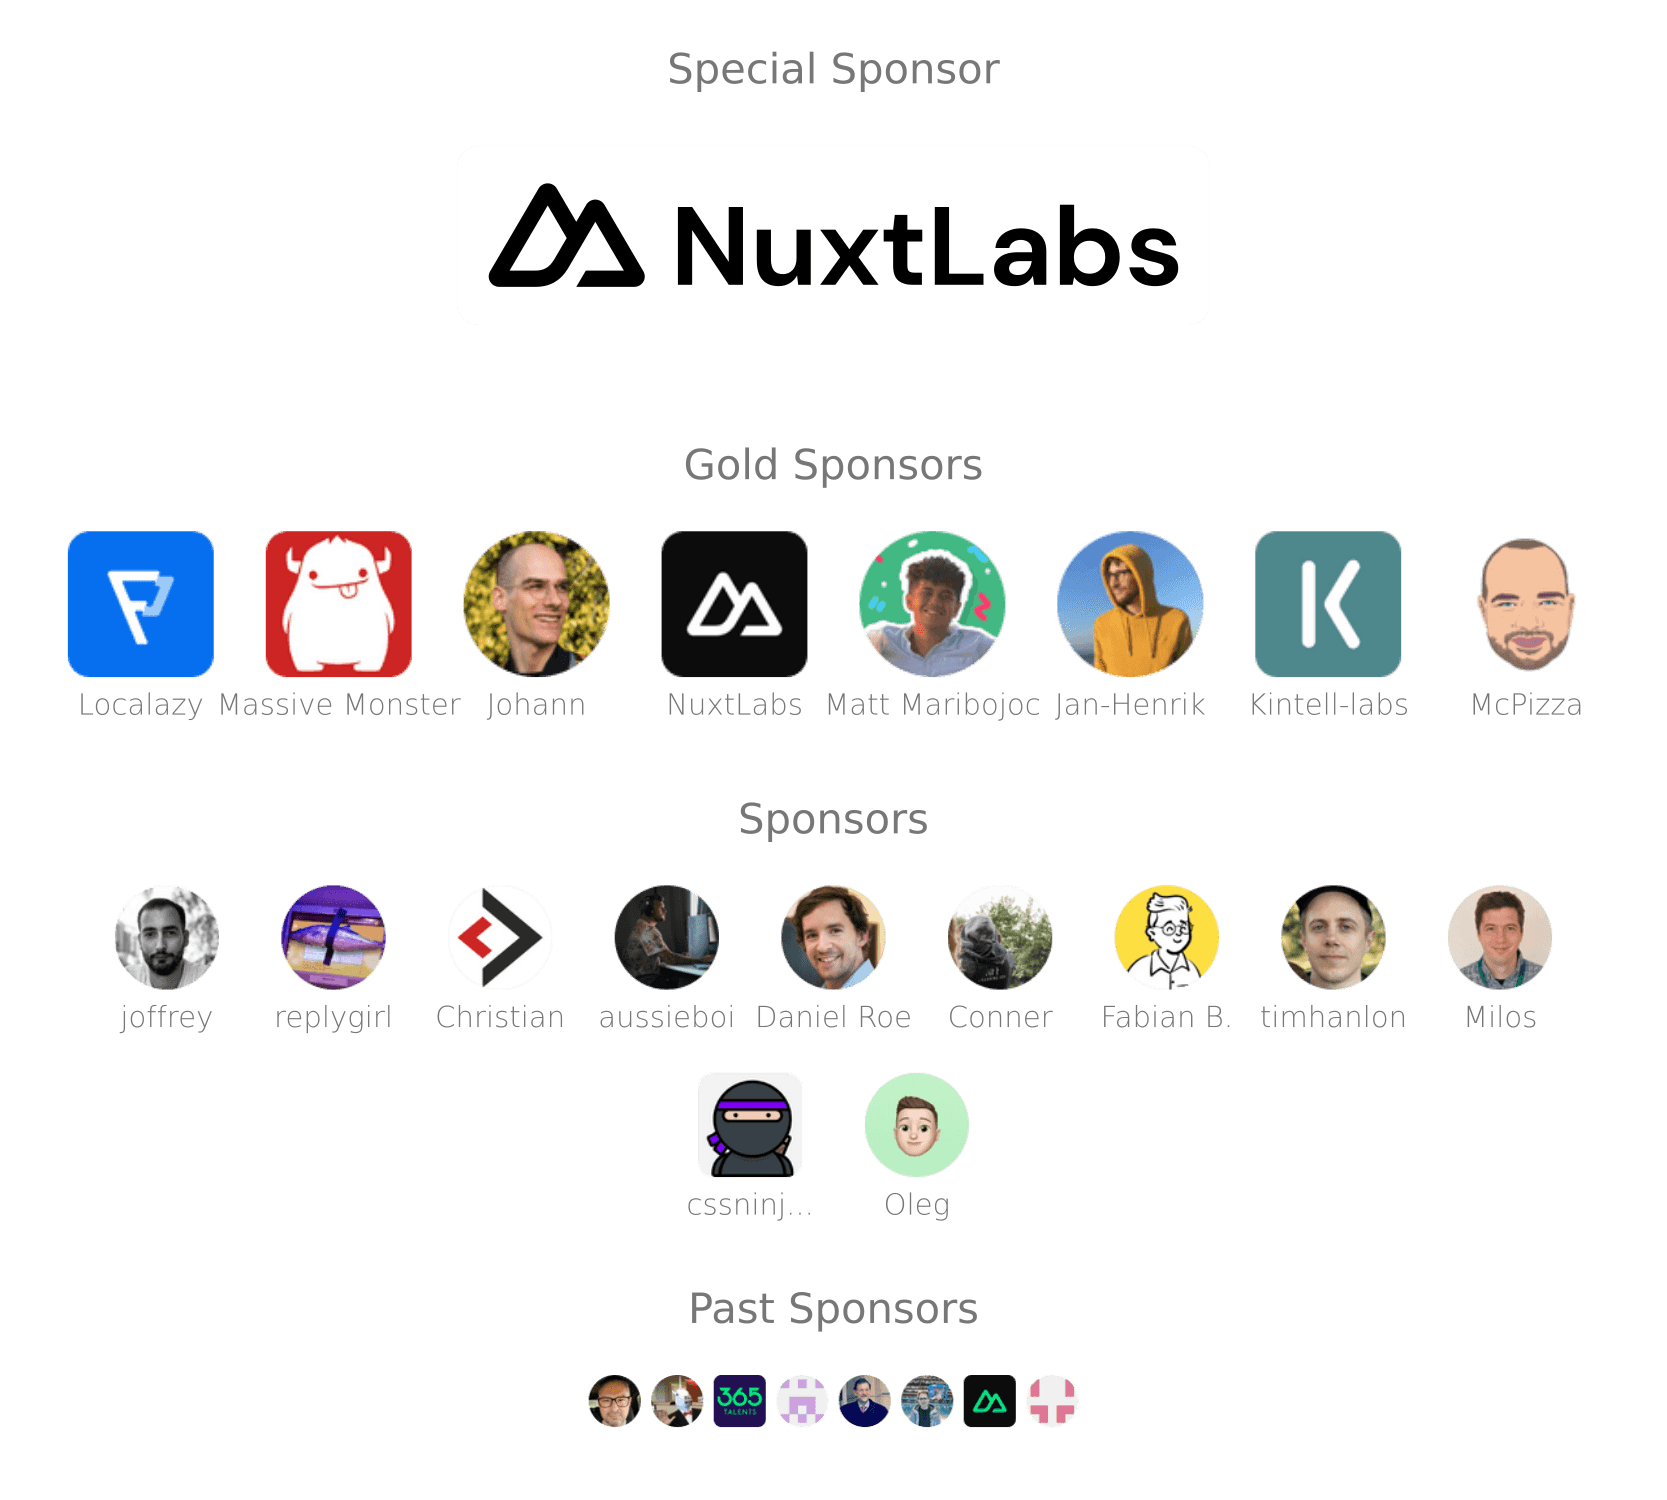 Special Sponsor
NuxtLabs
Gold Sponsors
Localazy Massive Monster Johann NuxtLabs Matt Maribojoc Jan-Henrik Kintell-labs McPizza
Sponsors
joffrey replygirl Christian aussieboi Daniel Roe Conner Fabian B. timhanlon Milos
cssninj... Oleg
Past Sponsors
365
TALENTS